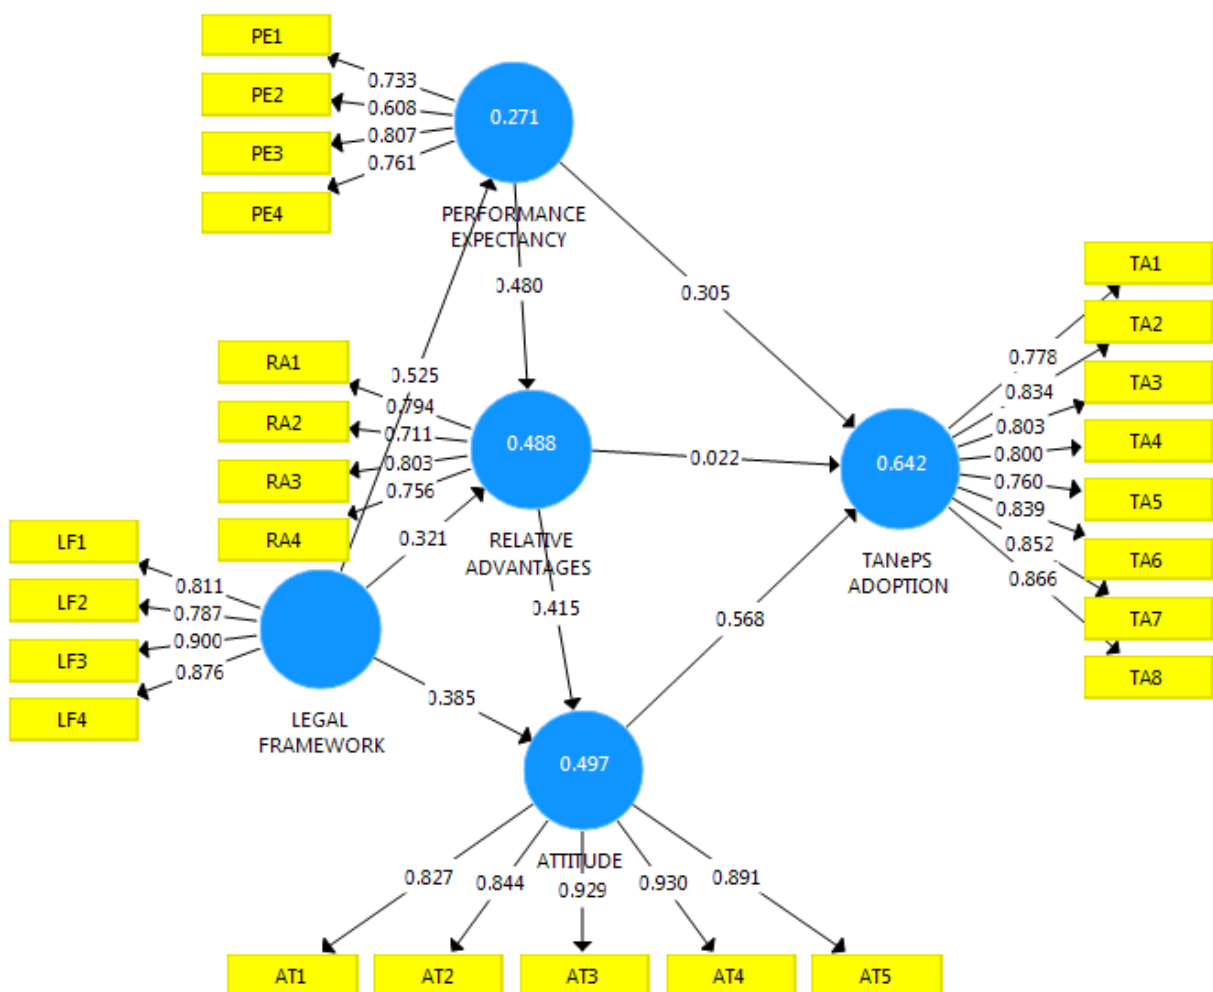 PE1
PE2
PE3
PE4
0.733
0.608
0.807
0.761
0.271
PERFORMANCE
EXPECTANCY
0.480
0.305
0.525
RA1
RA2
RA3
RA4
0.794
0.711
0.803
0.756
0.488
RELATIVE
ADVANTAGES
0.321
0.022
0.415
LF1
LF2
LF3
LF4
0.811
0.787
0.900
0.876
LEGAL
FRAMEWORK
0.385
0.568
0.642
TANePS
ADOPTION
0.778
0.834
0.803
0.800
0.760
0.839
0.852
0.866
TA1
TA2
TA3
TA4
TA5
TA6
TA7
TA8
0.497
ATTITUDE
0.827
0.844
0.929
0.930
0.891
AT1
AT2
AT3
AT4
AT5